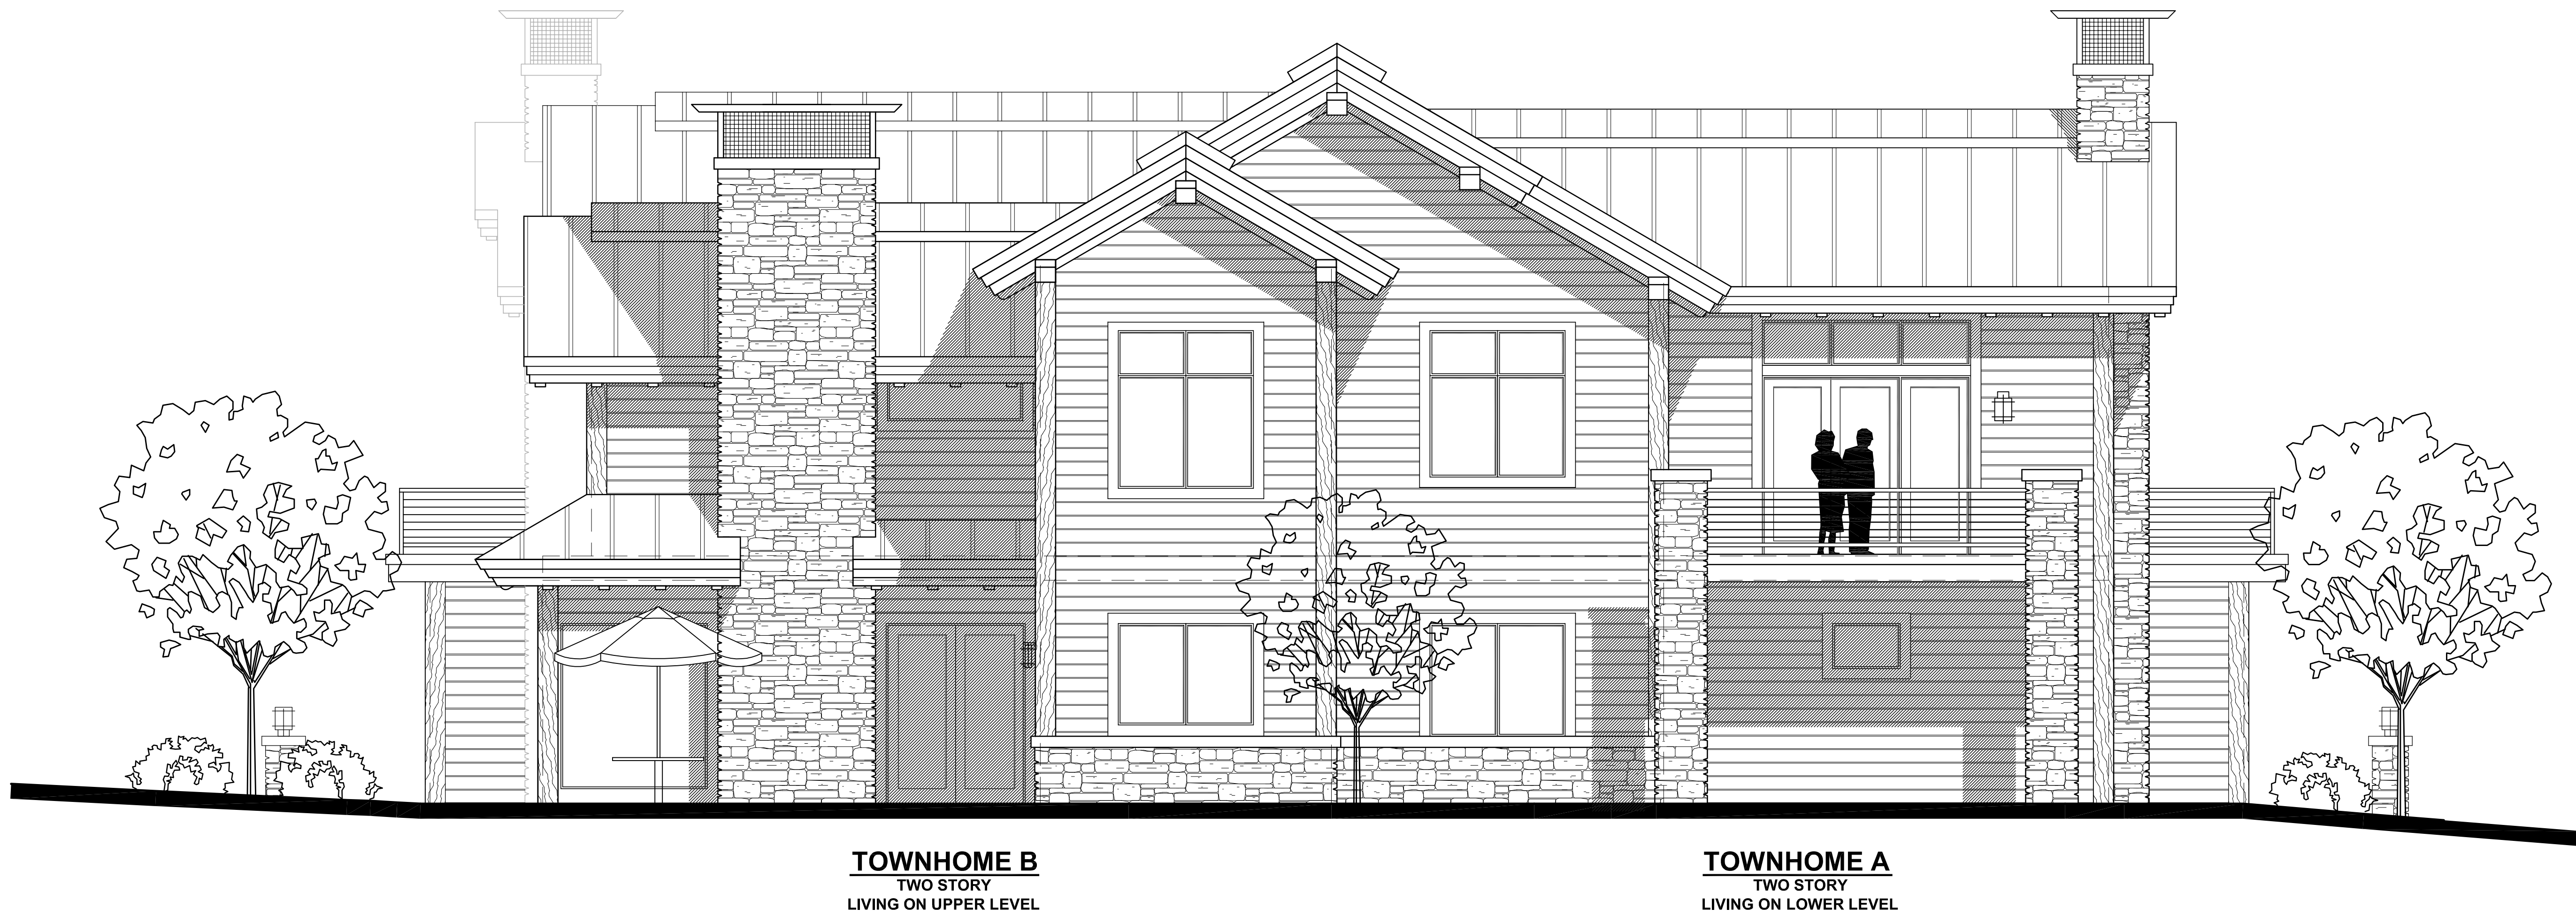 TOWNHOME B
TWO STORY
LIVING ON UPPER LEVEL
TOWNHOME A
TWO STORY
LIVING ON LOWER LEVEL